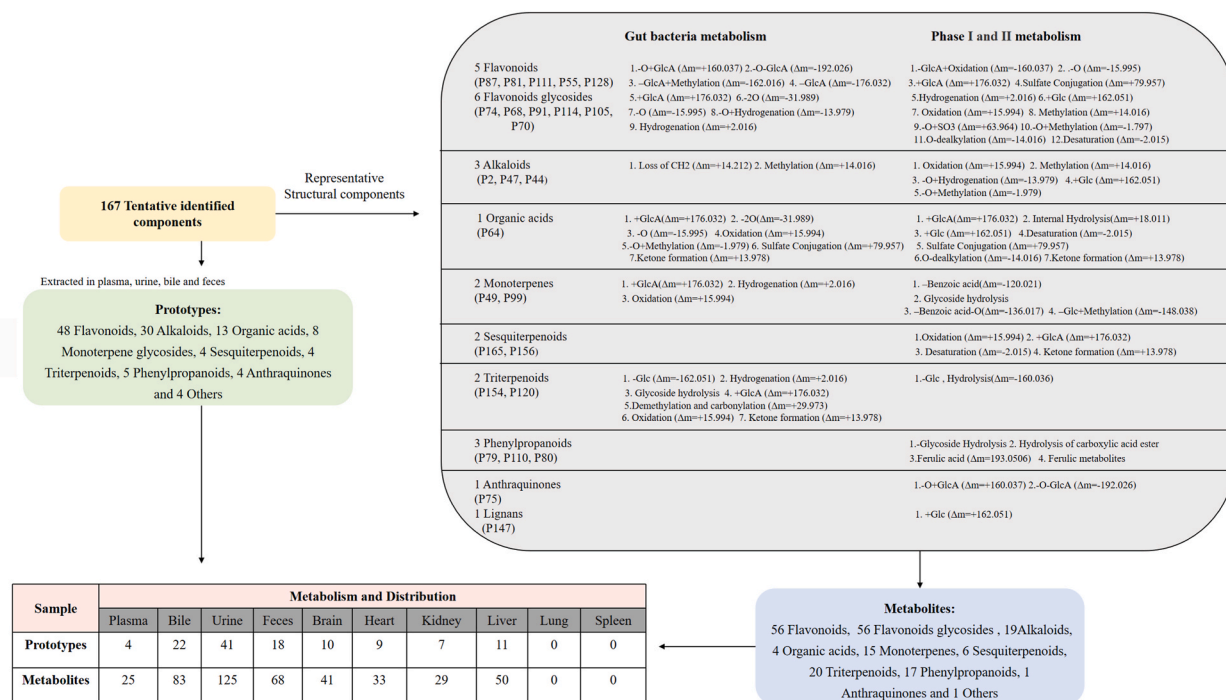 Gut bacteria metabolism
Phase I and II metabolism
5 Flavonoids
(P87, P81, P111, P55, P128)
6 Flavonoids glycosides
(P74, P68, P91, P114, P105,
P70)
1.-O+GlcA (Δm=+160.037) 2.-O-GlcA (Δm=-192.026)
3. –GlcA+Methylation (Δm=-162.016) 4. –GlcA (Δm=-176.032)
5.+GlcA (Δm=+176.032) 6.-2O (Δm=-31.989)
7.-O (Δm=-15.995) 8.-O+Hydrogenation (Δm=-13.979)
9. Hydrogenation (Δm=+2.016)
1.-GlcA+Oxidation (Δm=-160.037) 2. .-O (Δm=-15.995)
3.+GlcA (Δm=+176.032) 4.Sulfate Conjugation (Δm=+79.957)
5.Hydrogenation (Δm=+2.016) 6.+Glc (Δm=+162.051)
7. Oxidation (Δm=+15.994) 8. Methylation (Δm=+14.016)
9.-O+SO3 (Δm=+63.964) 10.-O+Methylation (Δm=-1.797)
11.O-dealkylation (Δm=-14.016) 12.Desaturation (Δm=-2.015)
3 Alkaloids
(P2, P47, P44)
1. Loss of CH2 (Δm=+14.212) 2. Methylation (Δm=+14.016)
1. Oxidation (Δm=+15.994) 2. Methylation (Δm=+14.016)
3. -O+Hydrogenation (Δm=-13.979) 4.+Glc (Δm=+162.051)
5.-O+Methylation (Δm=-1.979)
Representative
Structural components
167 Tentative identified
components
1 Organic acids
(P64)
1. +GlcA(Δm=+176.032) 2. -2O(Δm=-31.989)
3. -O (Δm=-15.995) 4.Oxidation (Δm=+15.994)
5.-O+Methylation (Δm=-1.979) 6. Sulfate Conjugation (Δm=+79.957)
7.Ketone formation (Δm=+13.978)
1. +GlcA(Δm=+176.032) 2. Internal Hydrolysis(Δm=+18.011)
3. +Glc (Δm=+162.051) 4.Desaturation (Δm=-2.015)
5. Sulfate Conjugation (Δm=+79.957)
6.O-dealkylation (Δm=-14.016) 7.Ketone formation (Δm=+13.978)
2 Monoterpenes
(P49, P99)
1. +GlcA(Δm=+176.032) 2. Hydrogenation (Δm=+2.016)
3. Oxidation (Δm=+15.994)
1. –Benzoic acid(Δm=-120.021)
2. Glycoside hydrolysis
3. –Benzoic acid-O(Δm=-136.017) 4. –Glc+Methylation (Δm=-148.038)
2 Sesquiterpenoids
(P165, P156)
1.Oxidation (Δm=+15.994) 2. +GlcA (Δm=+176.032)
3. Desaturation (Δm=-2.015) 4. Ketone formation (Δm=+13.978)
2 Triterpenoids
(P154, P120)
1. -Glc (Δm=-162.051) 2. Hydrogenation (Δm=+2.016)
3. Glycoside hydrolysis 4. +GlcA (Δm=+176.032)
5.Demethylation and carbonylation (Δm=+29.973)
6. Oxidation (Δm=+15.994) 7. Ketone formation (Δm=+13.978)
1.-Glc , Hydrolysis(Δm=-160.036)
3 Phenylpropanoids
(P79, P110, P80)
1.-Glycoside Hydrolysis 2. Hydrolysis of carboxylic acid ester
3.Ferulic acid (Δm=193.0506) 4. Ferulic metabolites
1 Anthraquinones
(P75)
1.-O+GlcA (Δm=+160.037) 2.-O-GlcA (Δm=-192.026)
1 Lignans
(P147)
1. +Glc (Δm=+162.051)
Extracted in plasma, urine, bile and feces
Prototypes:
48 Flavonoids, 30 Alkaloids, 13 Organic acids, 8
Monoterpene glycosides, 4 Sesquiterpenoids, 4
Triterpenoids, 5 Phenylpropanoids, 4 Anthraquinones
and 4 Others
Metabolites:
56 Flavonoids, 56 Flavonoids glycosides , 19Alkaloids,
4 Organic acids, 15 Monoterpenes, 6 Sesquiterpenoids,
20 Triterpenoids, 17 Phenylpropanoids, 1
Anthraquinones and 1 Others
Sample Metabolism and Distribution
Plasma Bile Urine Feces Brain Heart Kidney Liver Lung Spleen
Prototypes 4 22 41 18 10 9 7 11 0 0
Metabolites 25 83 125 68 41 33 29 50 0 0